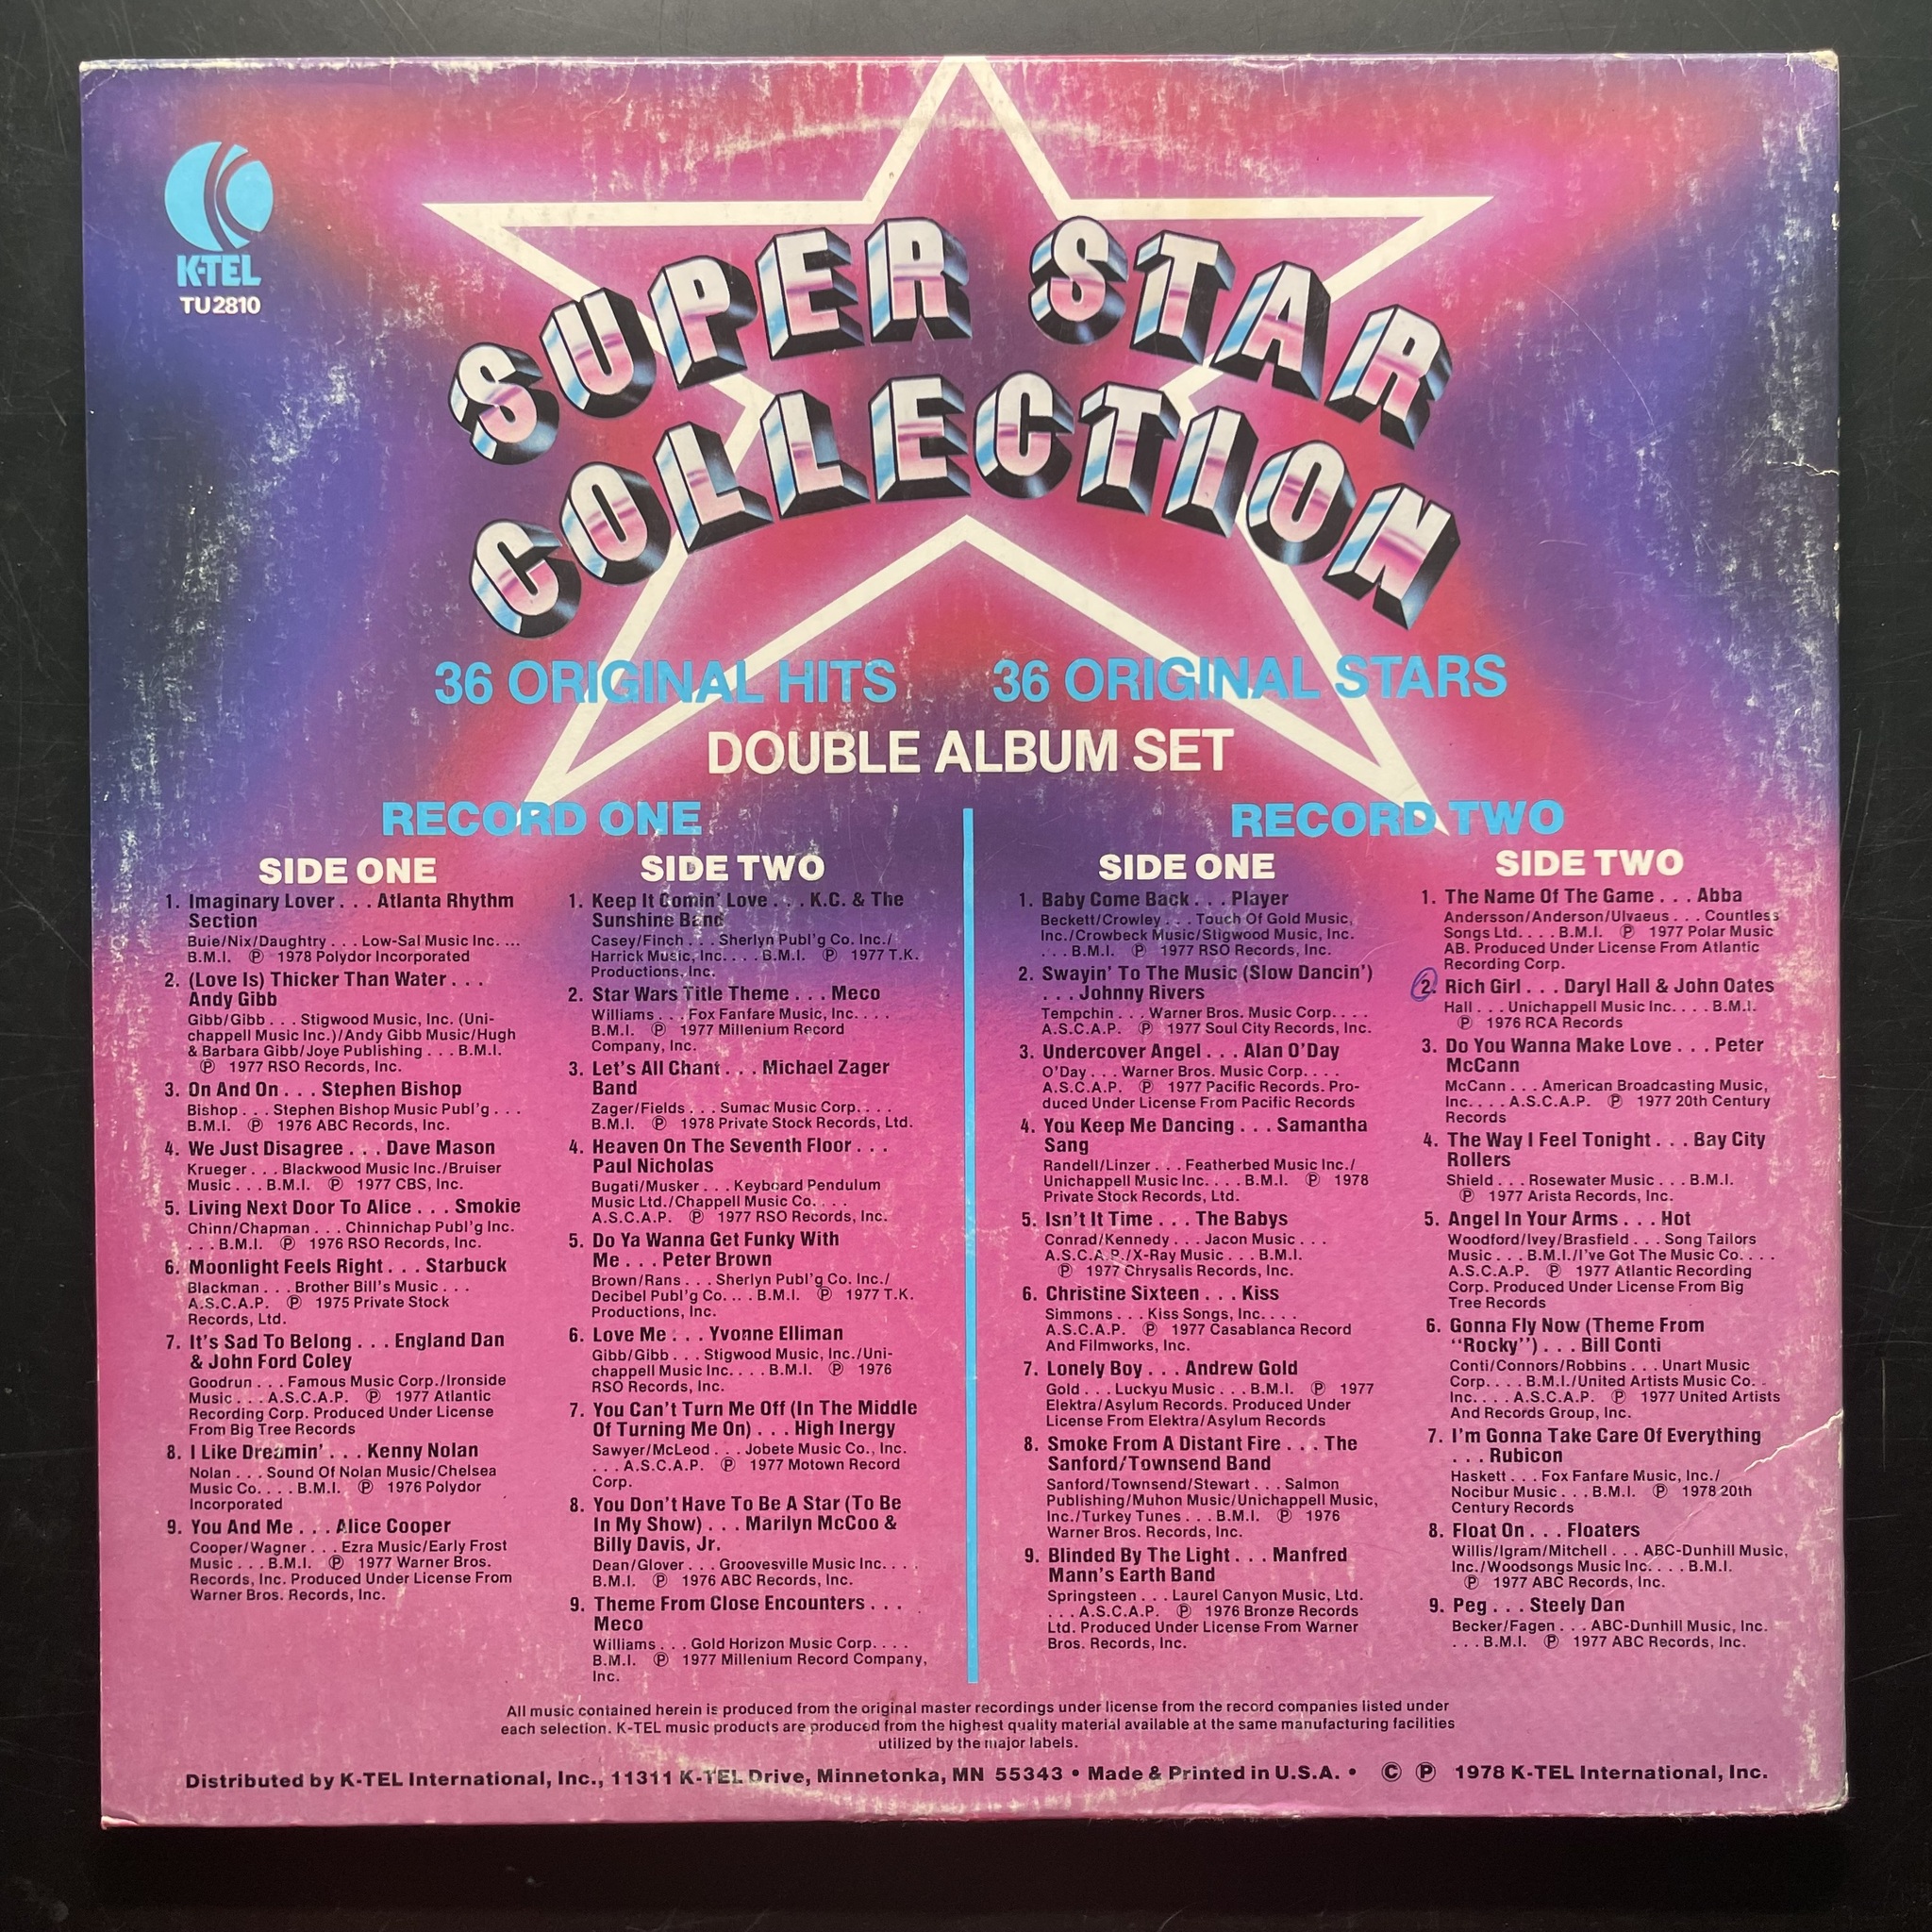 K-TEL
TU2810
SUPER STAR
COLLECTION
36 ORIGINAL HITS 36 ORIGINAL STARS
DOUBLE ALBUM SET
RECORD ONE
SIDE ONE
1. Imaginary Lover . . . Atlanta Rhythm
Section
Buie/Nix/Daughtry . . . Low-Sal Music Inc. ...
B.M.I. Ⓟ 1978 Polydor Incorporated
2. (Love Is) Thicker Than Water . . .
Andy Gibb
Gibb/Gibb . . . Stigwood Music, Inc. (Uni-
chappell Music Inc.)/Andy Gibb Music/Hugh
& Barbara Gibb/Joye Publishing . . . B.M.I.
Ⓟ 1977 RSO Records, Inc.
3. On And On . . . Stephen Bishop
Bishop . . . Stephen Bishop Music Publ'g . . .
B.M.I. Ⓟ 1976 ABC Records, Inc.
4. We Just Disagree . . . Dave Mason
Krueger . . . Blackwood Music Inc./Bruiser
Music . . . B.M.I. Ⓟ 1977 CBS, Inc.
5. Living Next Door To Alice . . . Smokie
Chinn/Chapman . . . Chinnichap Publ'g Inc.
. . . B.M.I. Ⓟ 1976 RSO Records, Inc.
6. Moonlight Feels Right . . . Starbuck
Blackman . . . Brother Bill's Music . . .
A.S.C.A.P. Ⓟ 1975 Private Stock
Records, Ltd.
7. It's Sad To Belong . . . England Dan
& John Ford Coley
Goodrun . . . Famous Music Corp./Ironside
Music . . . A.S.C.A.P. Ⓟ 1977 Atlantic
Recording Corp. Produced Under License
From Big Tree Records
8. I Like Dreamin' . . . Kenny Nolan
Nolan . . . Sound Of Nolan Music/Chelsea
Music Co. . . . B.M.I. Ⓟ 1976 Polydor
Incorporated
9. You And Me . . . Alice Cooper
Cooper/Wagner . . . Ezra Music/Early Frost
Music . . . B.M.I. Ⓟ 1977 Warner Bros.
Records, Inc. Produced Under License From
Warner Bros. Records, Inc.
SIDE TWO
1. Keep It Comin' Love . . . K.C. & The
Sunshine Band
Casey/Finch . . . Sherlyn Publ'g Co. Inc./
Harrick Music, Inc. . . . B.M.I. Ⓟ 1977 T.K.
Productions, Inc.
2. Star Wars Title Theme . . . Meco
Williams . . . Fox Fanfare Music, Inc. . . .
B.M.I. Ⓟ 1977 Millenium Record
Company, Inc.
3. Let's All Chant . . . Michael Zager
Band
Zager/Fields . . . Sumac Music Corp. . . .
B.M.I. Ⓟ 1978 Private Stock Records, Ltd.
4. Heaven On The Seventh Floor . . .
Paul Nicholas
Bugati/Musker . . . Keyboard Pendulum
Music Ltd./Chappell Music Co. . . .
A.S.C.A.P. Ⓟ 1977 RSO Records, Inc.
5. Do Ya Wanna Get Funky With
Me . . . Peter Brown
Brown/Rans . . . Sherlyn Publ'g Co. Inc./
Decibel Publ'g Co. . . . B.M.I. Ⓟ 1977 T.K.
Productions, Inc.
6. Love Me . . . Yvonne Elliman
Gibb/Gibb . . . Stigwood Music, Inc./Uni-
chappell Music Inc. . . . B.M.I. Ⓟ 1976
RSO Records, Inc.
7. You Can't Turn Me Off (In The Middle
Of Turning Me On) . . . High Inergy
Sawyer/McLeod . . . Jobete Music Co., Inc.
. . . A.S.C.A.P. Ⓟ 1977 Motown Record
Corp.
8. You Don't Have To Be A Star (To Be
In My Show) . . . Marilyn McCoo &
Billy Davis, Jr.
Dean/Glover . . . Groovesville Music Inc. . . .
B.M.I. Ⓟ 1976 ABC Records, Inc.
9. Theme From Close Encounters . . .
Meco
Williams . . . Gold Horizon Music Corp. . . .
B.M.I. Ⓟ 1977 Millenium Record Company,
Inc.
RECORD TWO
SIDE ONE
1. Baby Come Back . . . Player
Beckett/Crowley . . . Touch Of Gold Music,
Inc./Crowbeck Music/Stigwood Music, Inc.
. . . B.M.I. Ⓟ 1977 RSO Records, Inc.
2. Swayin' To The Music (Slow Dancin')
. . . Johnny Rivers
Tempchin . . . Warner Bros. Music Corp. . . .
A.S.C.A.P. Ⓟ 1977 Soul City Records, Inc.
3. Undercover Angel . . . Alan O'Day
O'Day . . . Warner Bros. Music Corp. . . .
A.S.C.A.P. Ⓟ 1977 Pacific Records. Pro-
duced Under License From Pacific Records
4. You Keep Me Dancing . . . Samantha
Sang
Randell/Linzer . . . Featherbed Music Inc./
Unichappell Music Inc. . . . B.M.I. Ⓟ 1978
Private Stock Records, Ltd.
5. Isn't It Time . . . The Babys
Conrad/Kennedy . . . Jacon Music . . .
A.S.C.A.P./X-Ray Music . . . B.M.I.
Ⓟ 1977 Chrysalis Records, Inc.
6. Christine Sixteen . . . Kiss
Simmons . . . Kiss Songs, Inc. . . .
A.S.C.A.P. Ⓟ 1977 Casablanca Record
And Filmworks, Inc.
7. Lonely Boy . . . Andrew Gold
Gold . . . Luckyu Music . . . B.M.I. Ⓟ 1977
Elektra/Asylum Records. Produced Under
License From Elektra/Asylum Records
8. Smoke From A Distant Fire . . . The
Sanford/Townsend Band
Sanford/Townsend/Stewart . . . Salmon
Publishing/Muhon Music/Unichappell Music,
Inc./Turkey Tunes . . . B.M.I. Ⓟ 1976
Warner Bros. Records, Inc.
9. Blinded By The Light . . . Manfred
Mann's Earth Band
Springsteen . . . Laurel Canyon Music, Ltd.
. . . A.S.C.A.P. Ⓟ 1976 Bronze Records
Ltd. Produced Under License From Warner
Bros. Records, Inc.
SIDE TWO
1. The Name Of The Game . . . Abba
Andersson/Anderson/Ulvaeus . . . Countless
Songs Ltd. . . . B.M.I. Ⓟ 1977 Polar Music
AB. Produced Under License From Atlantic
Recording Corp.
2. Rich Girl . . . Daryl Hall & John Oates
Hall . . . Unichappell Music Inc. . . . B.M.I.
Ⓟ 1976 RCA Records
3. Do You Wanna Make Love . . . Peter
McCann
McCann . . . American Broadcasting Music,
Inc. . . . A.S.C.A.P. Ⓟ 1977 20th Century
Records
4. The Way I Feel Tonight . . . Bay City
Rollers
Shield . . . Rosewater Music . . . B.M.I.
Ⓟ 1977 Arista Records, Inc.
5. Angel In Your Arms . . . Hot
Woodford/Ivey/Brasfield . . . Song Tailors
Music . . . B.M.I./I've Got The Music Co. . . .
A.S.C.A.P. Ⓟ 1977 Atlantic Recording
Corp. Produced Under License From Big
Tree Records
6. Gonna Fly Now (Theme From
"Rocky") . . . Bill Conti
Conti/Connors/Robbins . . . Unart Music
Corp. . . . B.M.I./United Artists Music Co.
Inc. . . . A.S.C.A.P. Ⓟ 1977 United Artists
And Records Group, Inc.
7. I'm Gonna Take Care Of Everything
. . . Rubicon
Haskett . . . Fox Fanfare Music, Inc./
Nocibur Music . . . B.M.I. Ⓟ 1978 20th
Century Records
8. Float On . . . Floaters
Willis/Igram/Mitchell . . . ABC-Dunhill Music,
Inc./Woodsongs Music Inc. . . . B.M.I.
Ⓟ 1977 ABC Records, Inc.
9. Peg . . . Steely Dan
Becker/Fagen . . . ABC-Dunhill Music, Inc.
. . . B.M.I. Ⓟ 1977 ABC Records, Inc.
All music contained herein is produced from the original master recordings under license from the record companies listed under
each selection. K-TEL music products are produced from the highest quality material available at the same manufacturing facilities
utilized by the major labels.
Distributed by K-TEL International, Inc., 11311 K-TEL Drive, Minnetonka, MN 55343 • Made & Printed in U.S.A. • © Ⓟ 1978 K-TEL International, Inc.